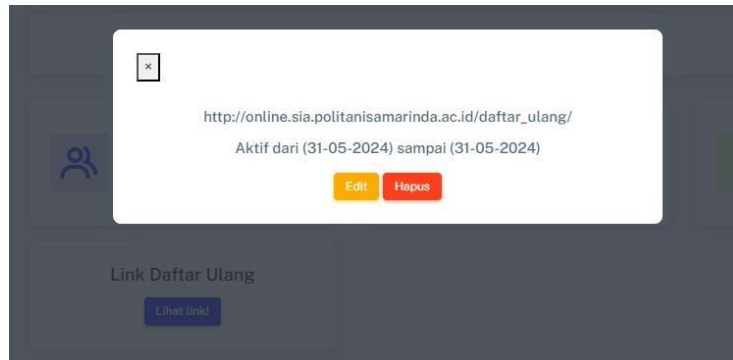 ×
http://online.sia.politanisamarinda.ac.id/daftar_ulang/
Aktif dari (31-05-2024) sampai (31-05-2024)
Edit Hapus
Link Daftar Ulang
Lihat link!